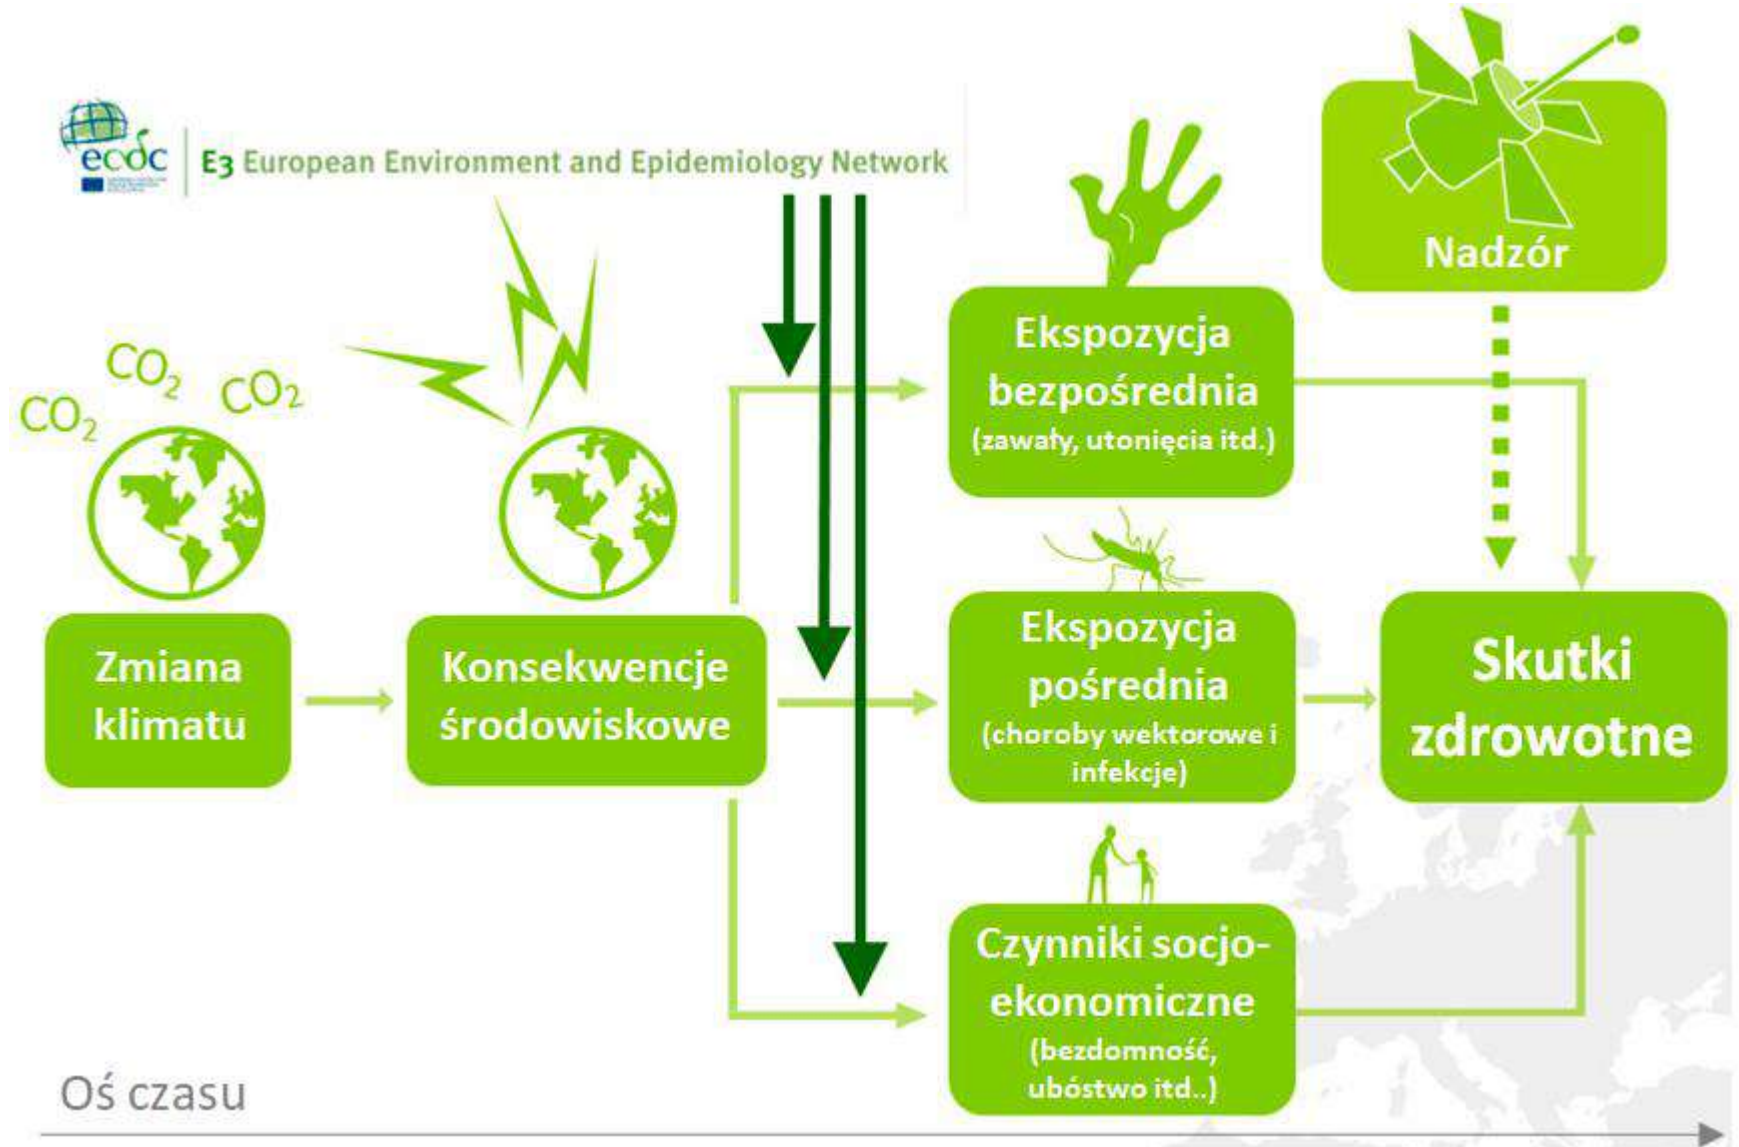 ecdc
E3 European Environment and Epidemiology Network
Nadzór
CO2
CO2
CO2
Ekspozycja
bezpośrednia
(zawały, utonięcia itd.)
Zmiana
klimatu
Konsekwencje
środowiskowe
Ekspozycja
pośrednia
(choroby wektorowe i
infekcje)
Skutki
zdrowotne
Czynniki socjo-
ekonomiczne
(bezdomność,
ubóstwo itd..)
Oś czasu